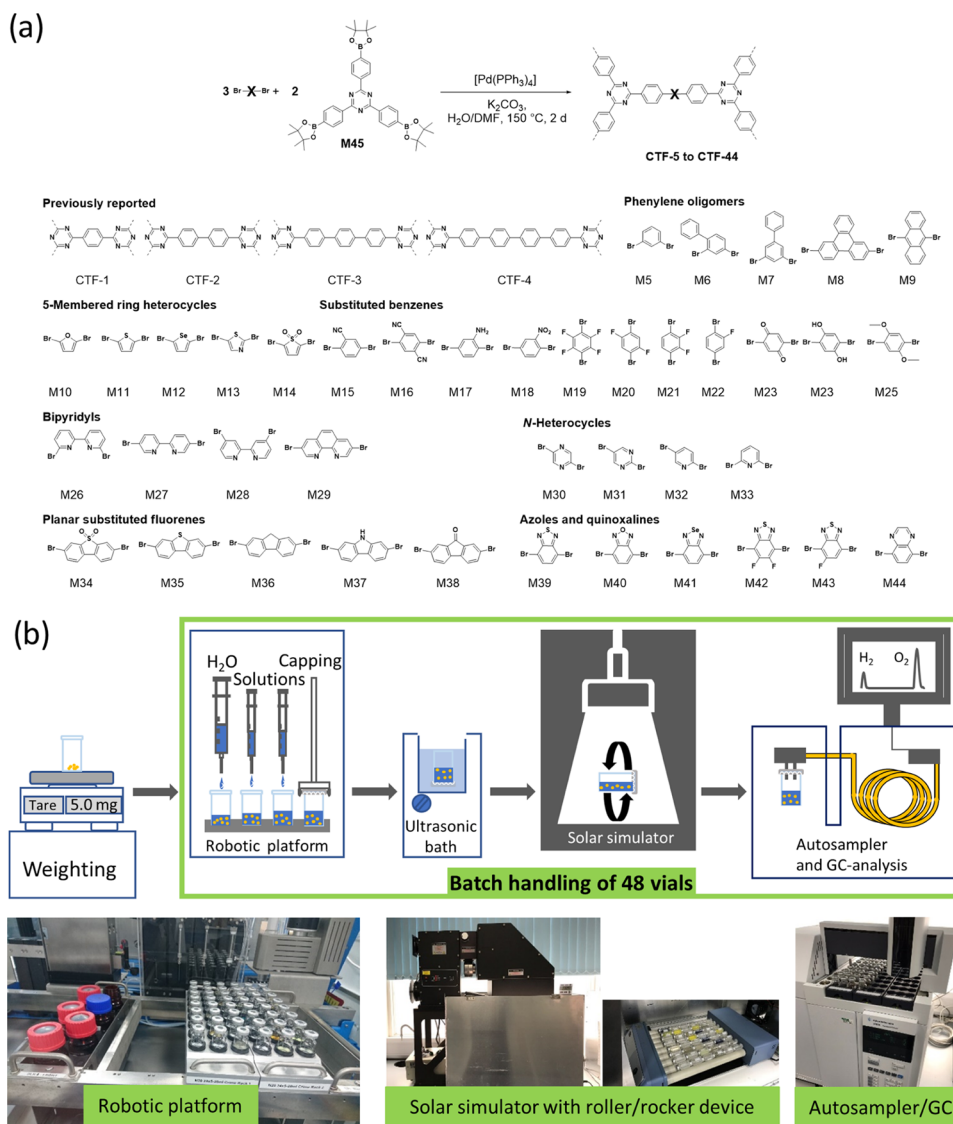 (a)
3 Br X Br + 2
M45
[Pd(PPh3)4]
K2CO3,
H2O/DMF, 150 °C, 2 d
X
CTF-5 to CTF-44
Previously reported
CTF-1 CTF-2 CTF-3 CTF-4
Phenylene oligomers
M5 M6 M7 M8 M9
5-Membered ring heterocycles
M10 M11 M12 M13 M14
Substituted benzenes
M15 M16 M17 M18 M19 M20 M21 M22 M23 M23 M25
Bipyridyls
M26 M27 M28 M29
N-Heterocycles
M30 M31 M32 M33
Planar substituted fluorenes
M34 M35 M36 M37 M38
Azoles and quinoxalines
M39 M40 M41 M42 M43 M44
(b)
Tare 5.0 mg
Weighting
H2O
Solutions
Capping
Robotic platform
Ultrasonic
bath
Solar simulator
H2 O2
Autosampler
and GC-analysis
Batch handling of 48 vials
Robotic platform
Solar simulator with roller/rocker device
Autosampler/GC